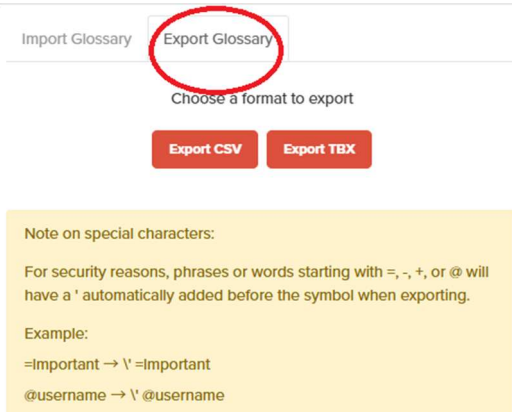 Import Glossary
Export Glossary
Choose a format to export
Export CSV
Export TBX
Note on special characters:
For security reasons, phrases or words starting with =, -, +, or @ will
have a ' automatically added before the symbol when exporting.
Example:
=Important → \' =Important
@username → \' @username